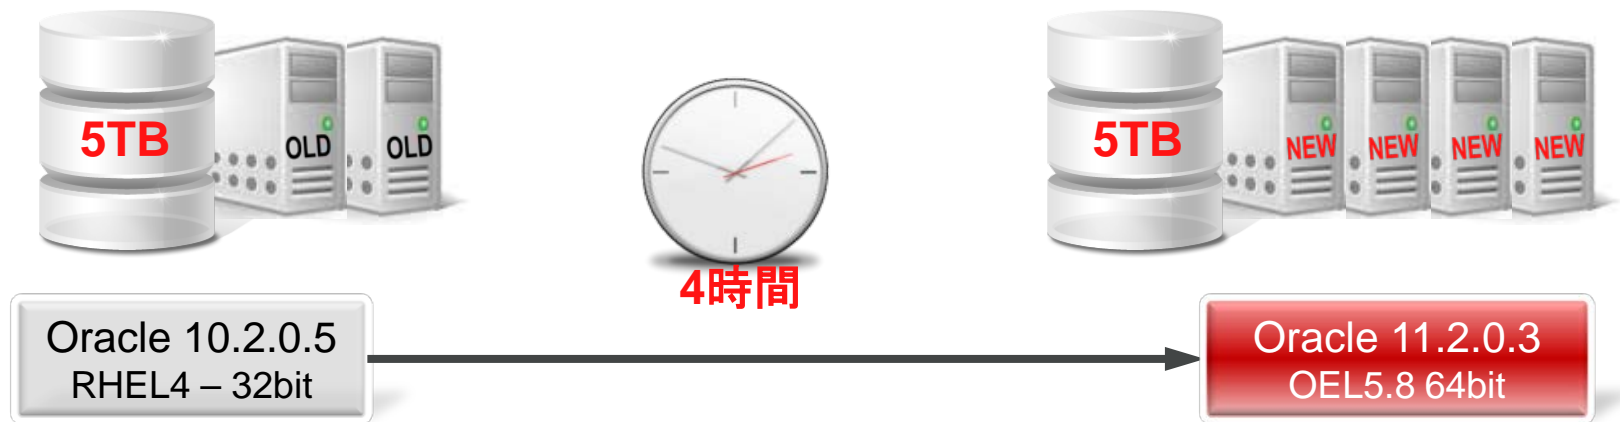 5TB
OLD
OLD
4時間
5TB
NEW
NEW
NEW
NEW
Oracle 10.2.0.5
RHEL4 – 32bit
Oracle 11.2.0.3
OEL5.8 64bit